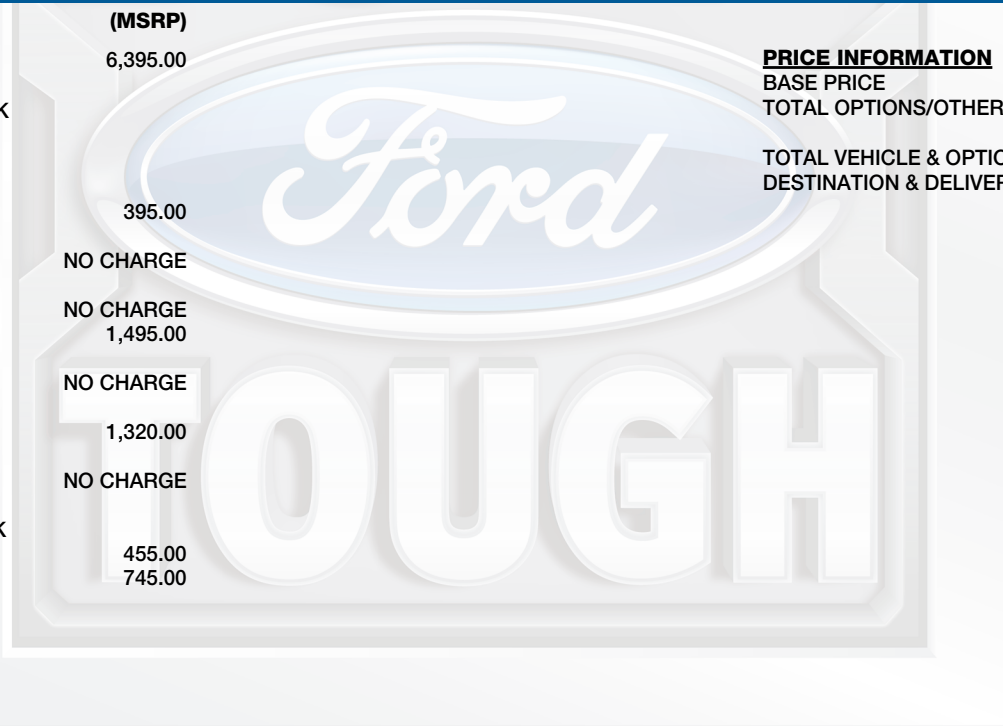 (MSRP)
6,395.00
K
395.00
NO CHARGE
NO CHARGE
1,495.00
NO CHARGE
1,320.00
NO CHARGE
K
455.00
745.00
PRICE INFORMATION
BASE PRICE
TOTAL OPTIONS/OTHER
TOTAL VEHICLE & OPTIO
DESTINATION & DELIVER
Ford
TOUGH